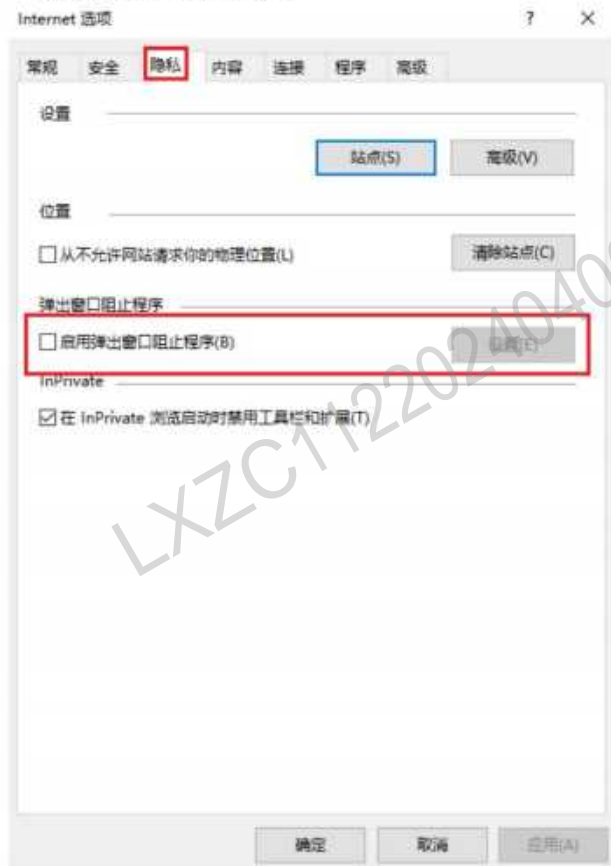 Internet 选项 ? ×
常规 安全 隐私 内容 连接 程序 高级
设置
站点(S) 高级(V)
位置
从不允许网站请求你的物理位置(L) 清除站点(C)
弹出窗口阻止程序
启用弹出窗口阻止程序(B) 设置(E)
InPrivate
在 InPrivate 浏览启动时禁用工具栏和扩展(T)
LXZC1122024040
确定 取消 应用(A)